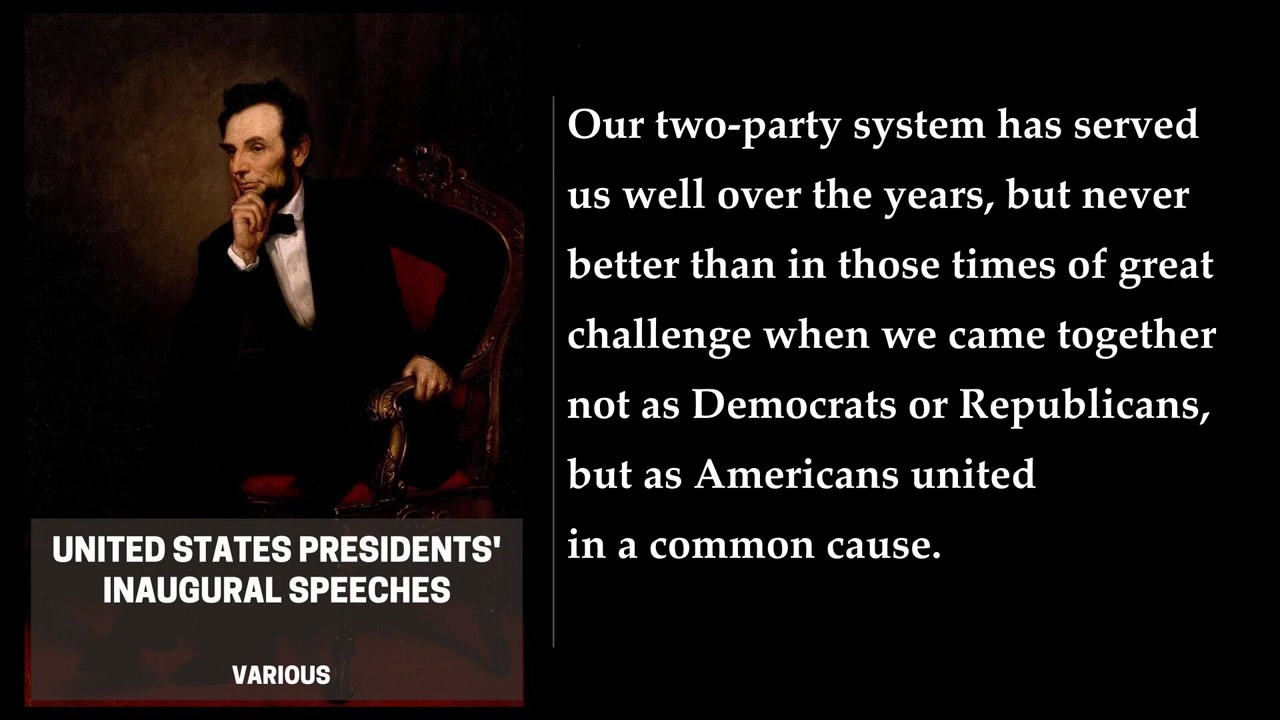 UNITED STATES PRESIDENTS'
INAUGURAL SPEECHES
VARIOUS
Our two-party system has served
us well over the years, but never
better than in those times of great
challenge when we came together
not as Democrats or Republicans,
but as Americans united
in a common cause.